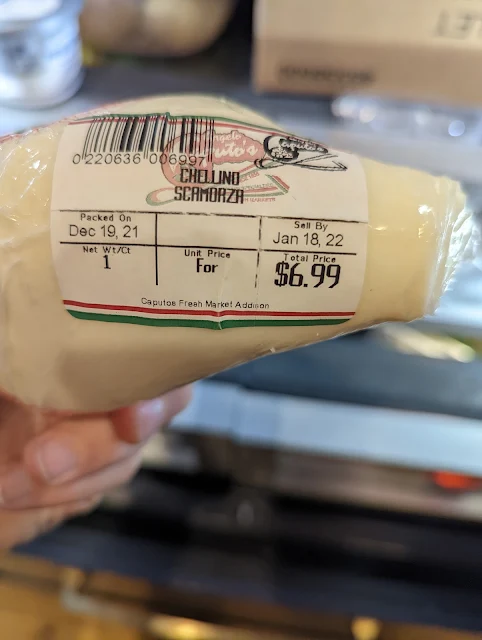 Angelo
Caputo's
0 220636 006997
CHELLINO
SCAMORZA
Packed On
Dec 19, 21
Sell By
Jan 18, 22
Net Wt/Ct
1
Unit Price
For
Total Price
$6.99
Caputos Fresh Market Addison